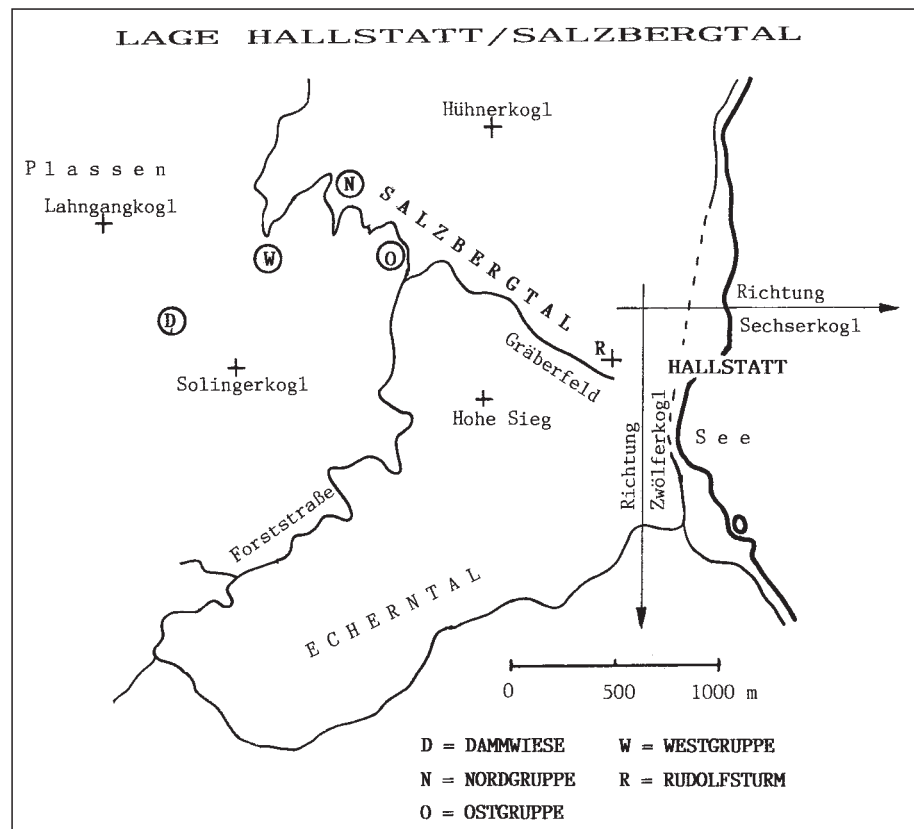 LAGE HALLSTATT/SALZBERGTAL
Hühnerkogl
Plassen
Lahngangkogl
N
SALZBERGTAL
W
O
D
Richtung
Sechserkogl
R
Gräberfeld
HALLSTATT
Solingerkogl
Hohe Sieg
Richtung
Zwölferkogl
See
Forststraße
ECHERNTAL
0 500 1000 m
D = DAMMWIESE W = WESTGRUPPE
N = NORDGRUPPE R = RUDOLFSTURM
O = OSTGRUPPE